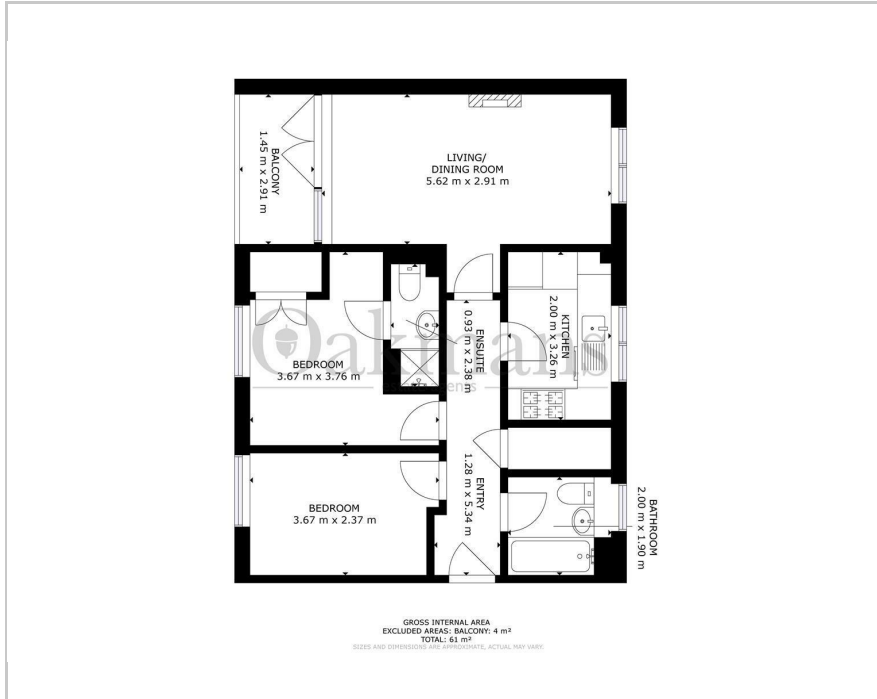 BALCONY
1.45 m x 2.91 m
LIVING/
DINING ROOM
5.62 m x 2.91 m
ENSUITE
0.93 m x 2.38 m
KITCHEN
2.00 m x 3.26 m
Oakmans
BEDROOM
3.67 m x 3.76 m
ENTRY
1.28 m x 5.34 m
BEDROOM
3.67 m x 2.37 m
BATHROOM
2.00 m x 1.90 m
GROSS INTERNAL AREA
EXCLUDED AREAS: BALCONY: 4 m²
TOTAL: 61 m²
SIZES AND DIMENSIONS ARE APPROXIMATE, ACTUAL MAY VARY.